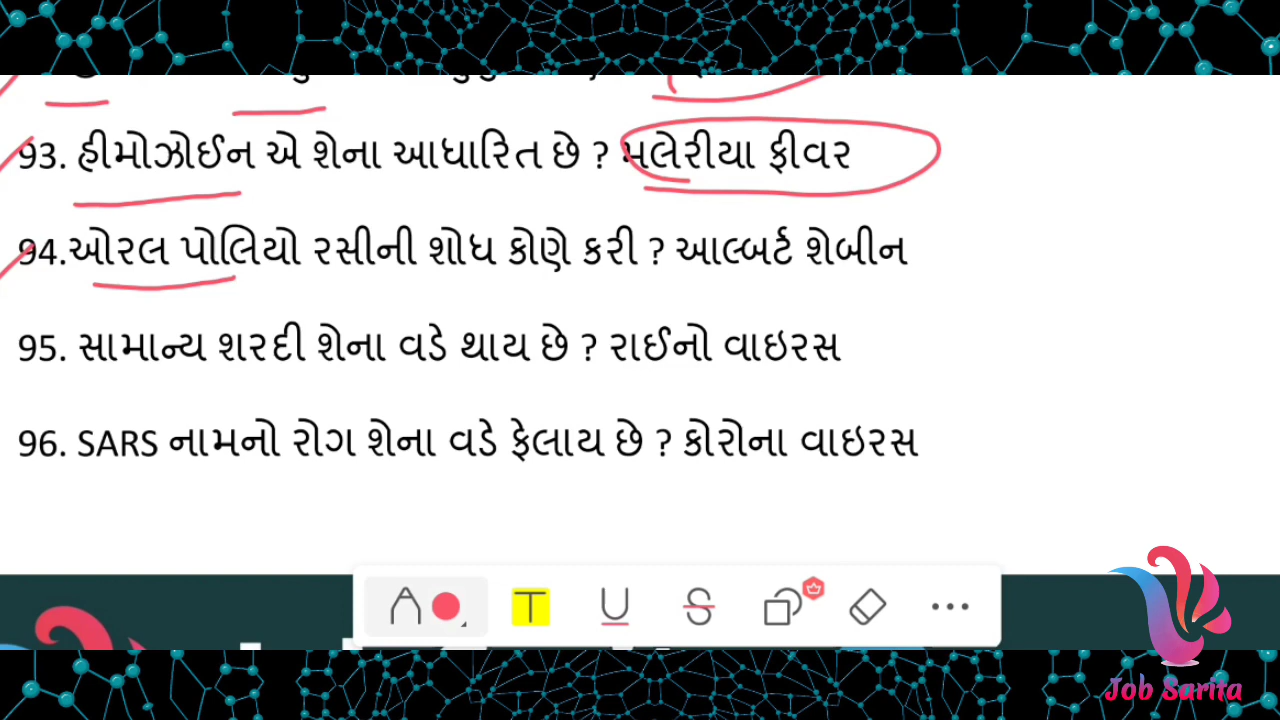 93. હીમોઝોઈન એ શેના આધારિત છે ? મલેરીયા ફીવર
94.ઓરલ પોલિયો રસીની શોધ કોણે કરી ? આલ્બર્ટ શેબીન
95. સામાન્ય શરદી શેના વડે થાય છે ? રાઈનો વાઇરસ
96. SARS નામનો રોગ શેના વડે ફેલાય છે ? કોરોના વાઇરસ
Job Sarita